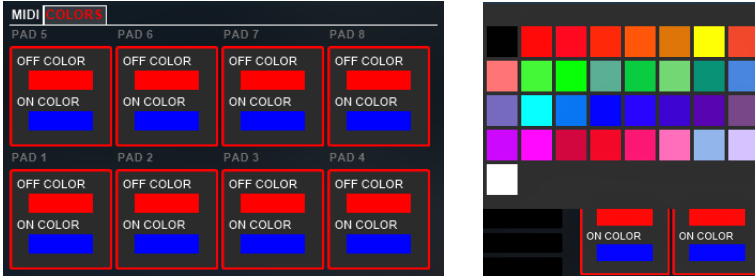 MIDI COLORS
PAD 5 PAD 6 PAD 7 PAD 8
OFF COLOR OFF COLOR OFF COLOR OFF COLOR
ON COLOR ON COLOR ON COLOR ON COLOR
PAD 1 PAD 2 PAD 3 PAD 4
OFF COLOR OFF COLOR OFF COLOR OFF COLOR
ON COLOR ON COLOR ON COLOR ON COLOR
ON COLOR ON COLOR